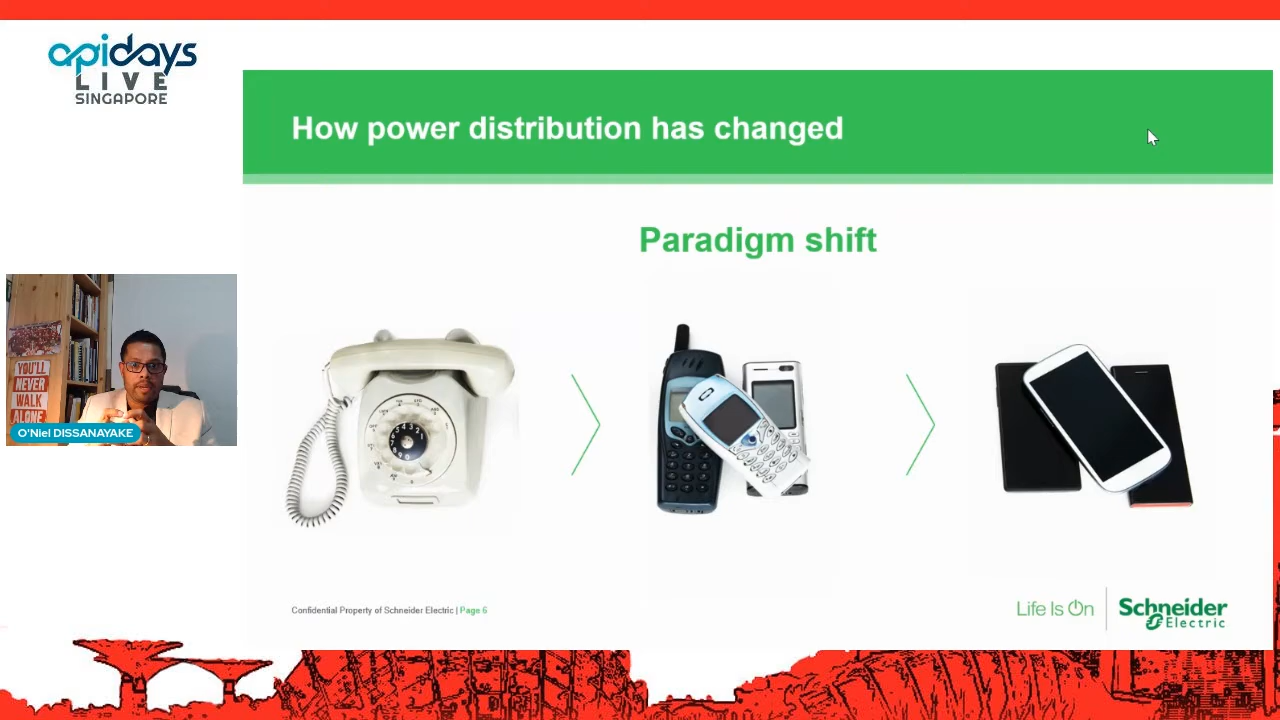 apidays
LIVE
SINGAPORE
How power distribution has changed
Paradigm shift
YOU'LL
NEVER
WALK
ALONE
O'Niel DISSANAYAKE
Confidential Property of Schneider Electric | Page 6
Life Is On
Schneider
Electric